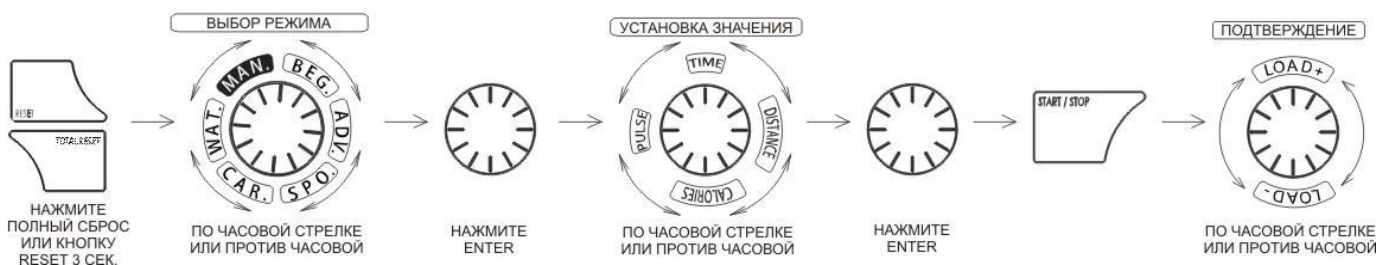 ВЫБОР РЕЖИМА
УСТАНОВКА ЗНАЧЕНИЯ
ПОДТВЕРЖДЕНИЕ
RESET
TOTAL RESET
MAN.
BEG.
ADV.
SPO.
CAR.
WAT.
TIME
DISTANCE
CALORIES
PULSE
START / STOP
LOAD+
LOAD-
НАЖМИТЕ
ПОЛНЫЙ СБРОС
ИЛИ КНОПКУ
RESET 3 СЕК.
ПО ЧАСОВОЙ СТРЕЛКЕ
ИЛИ ПРОТИВ ЧАСОВОЙ
НАЖМИТЕ
ENTER
ПО ЧАСОВОЙ СТРЕЛКЕ
ИЛИ ПРОТИВ ЧАСОВОЙ
НАЖМИТЕ
ENTER
ПО ЧАСОВОЙ СТРЕЛКЕ
ИЛИ ПРОТИВ ЧАСОВОЙ